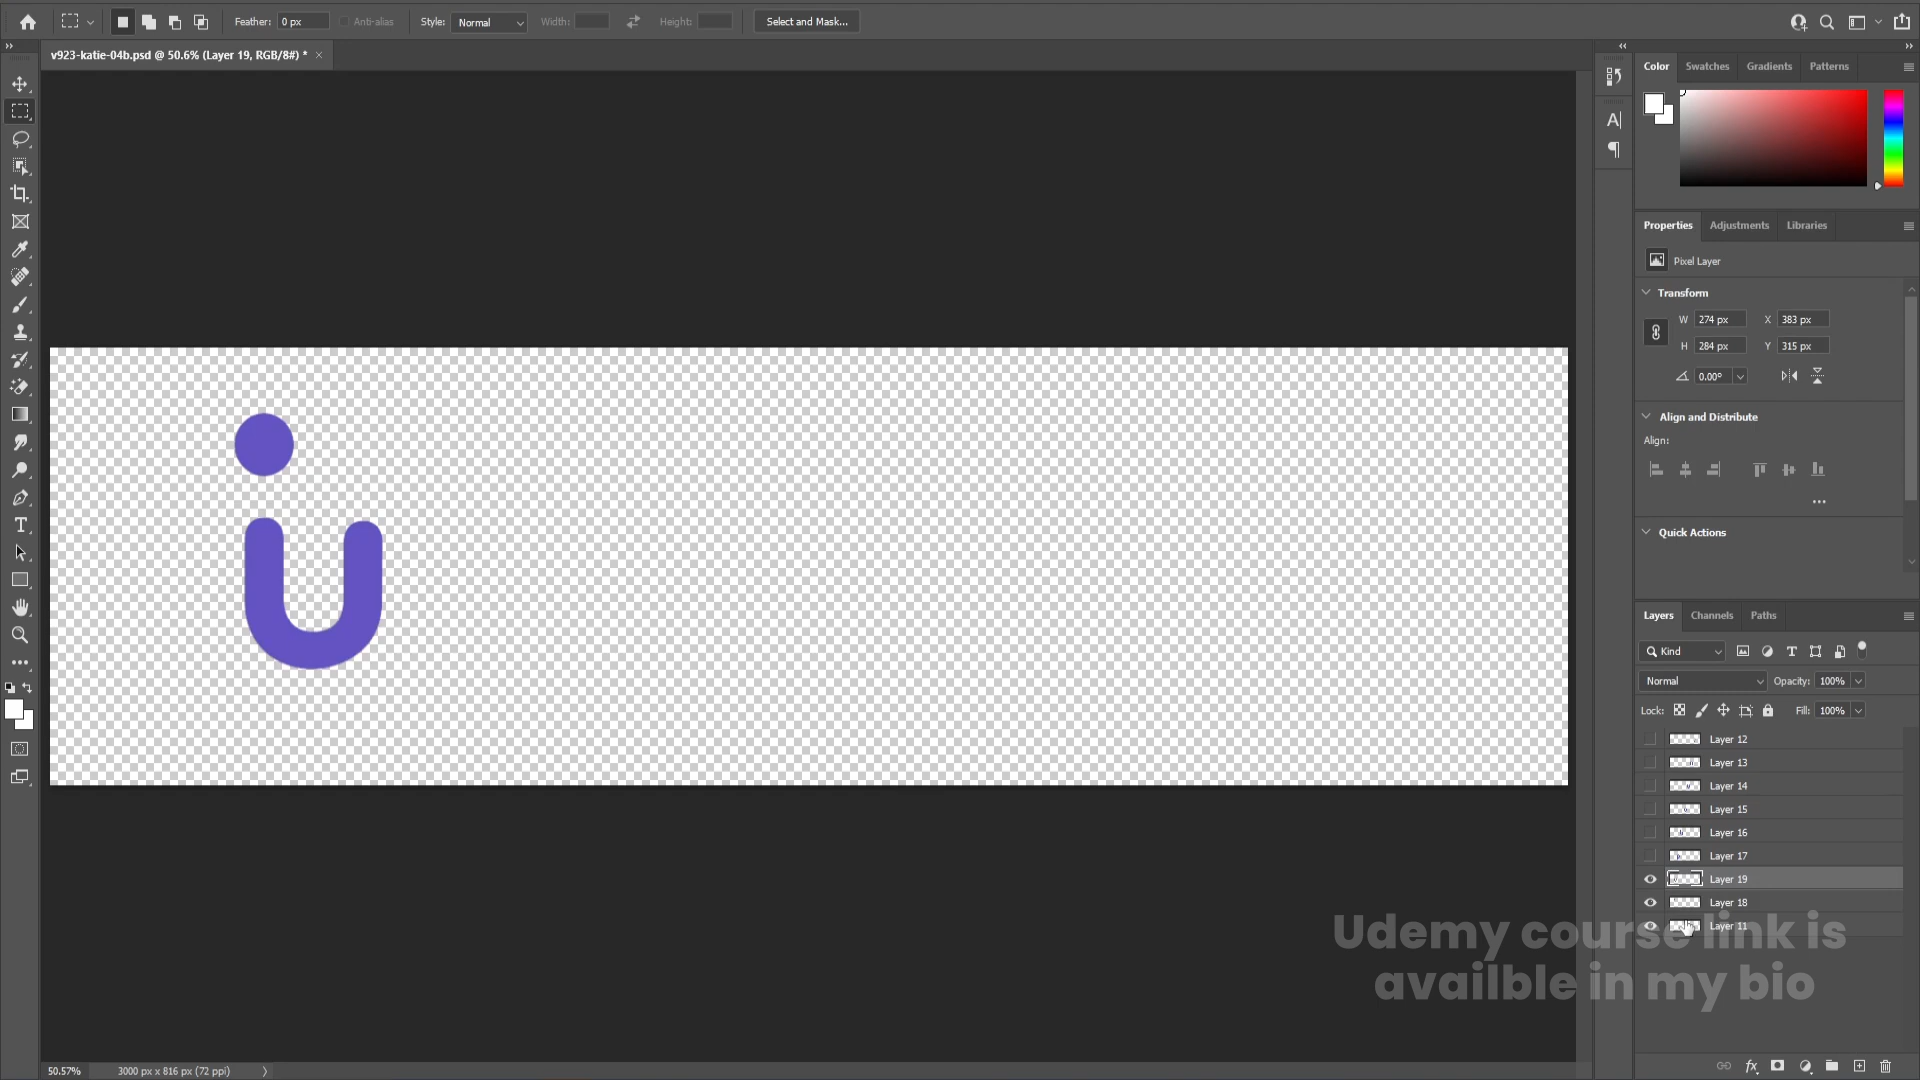 Feather: 0 px Anti-alias Style: Normal Width: Height: Select and Mask...
v923-katie-04b.psd @ 50.6% (Layer 19, RGB/8#) * ×
Color Swatches Gradients Patterns
Properties Adjustments Libraries
Pixel Layer
Transform
W 274 px X 383 px
H 284 px Y 315 px
0.00°
Align and Distribute
Align:
Quick Actions
Layers Channels Paths
Kind
Normal Opacity: 100%
Lock: Fill: 100%
Layer 12
Layer 13
Layer 14
Layer 15
Layer 16
Layer 17
Layer 19
Layer 18
Layer 11
Udemy course link is
availble in my bio
50.57% 3000 px x 816 px (72 ppi)